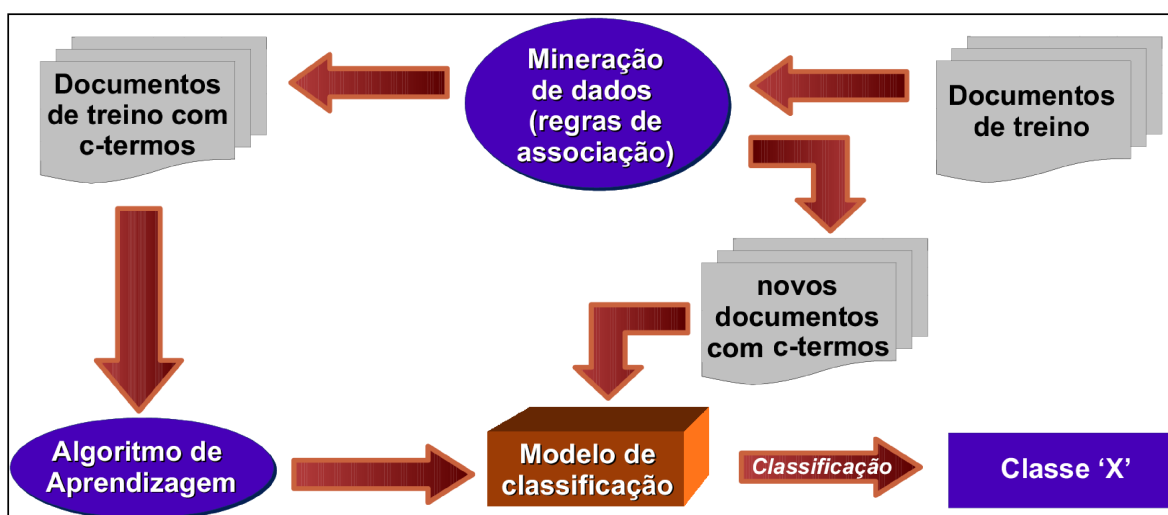 Documentos
de treino com
c-termos
Mineração
de dados
(regras de
associação)
Documentos
de treino
novos
documentos
com c-termos
Algoritmo de
Aprendizagem
Modelo de
classificação
Classificação
Classe ‘X’